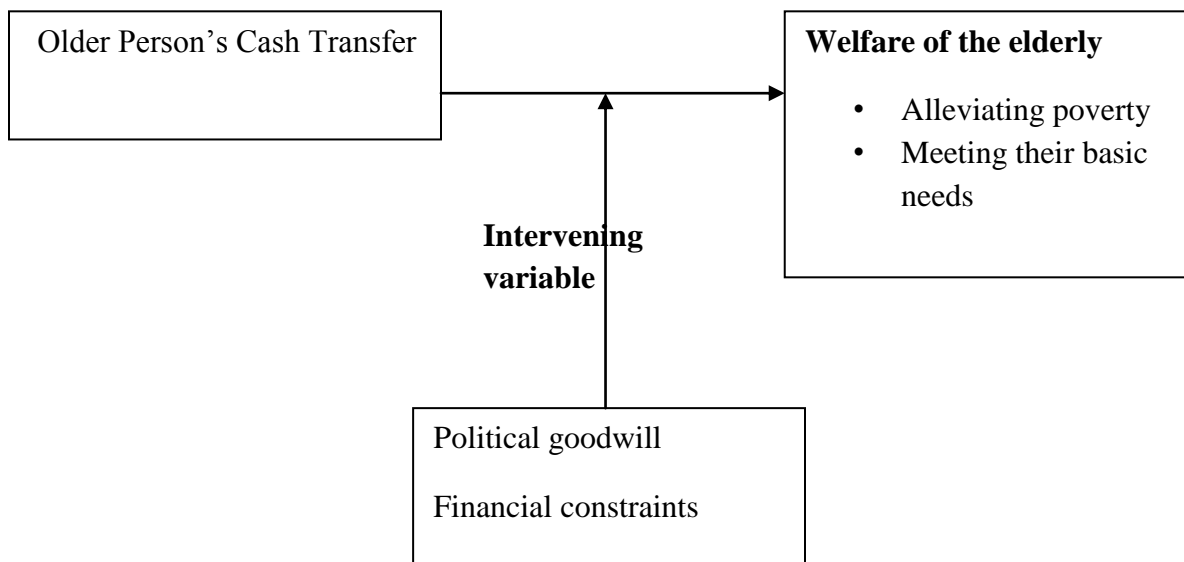 Older Person’s Cash Transfer
Welfare of the elderly
• Alleviating poverty
• Meeting their basic
needs
Intervening
variable
Political goodwill
Financial constraints